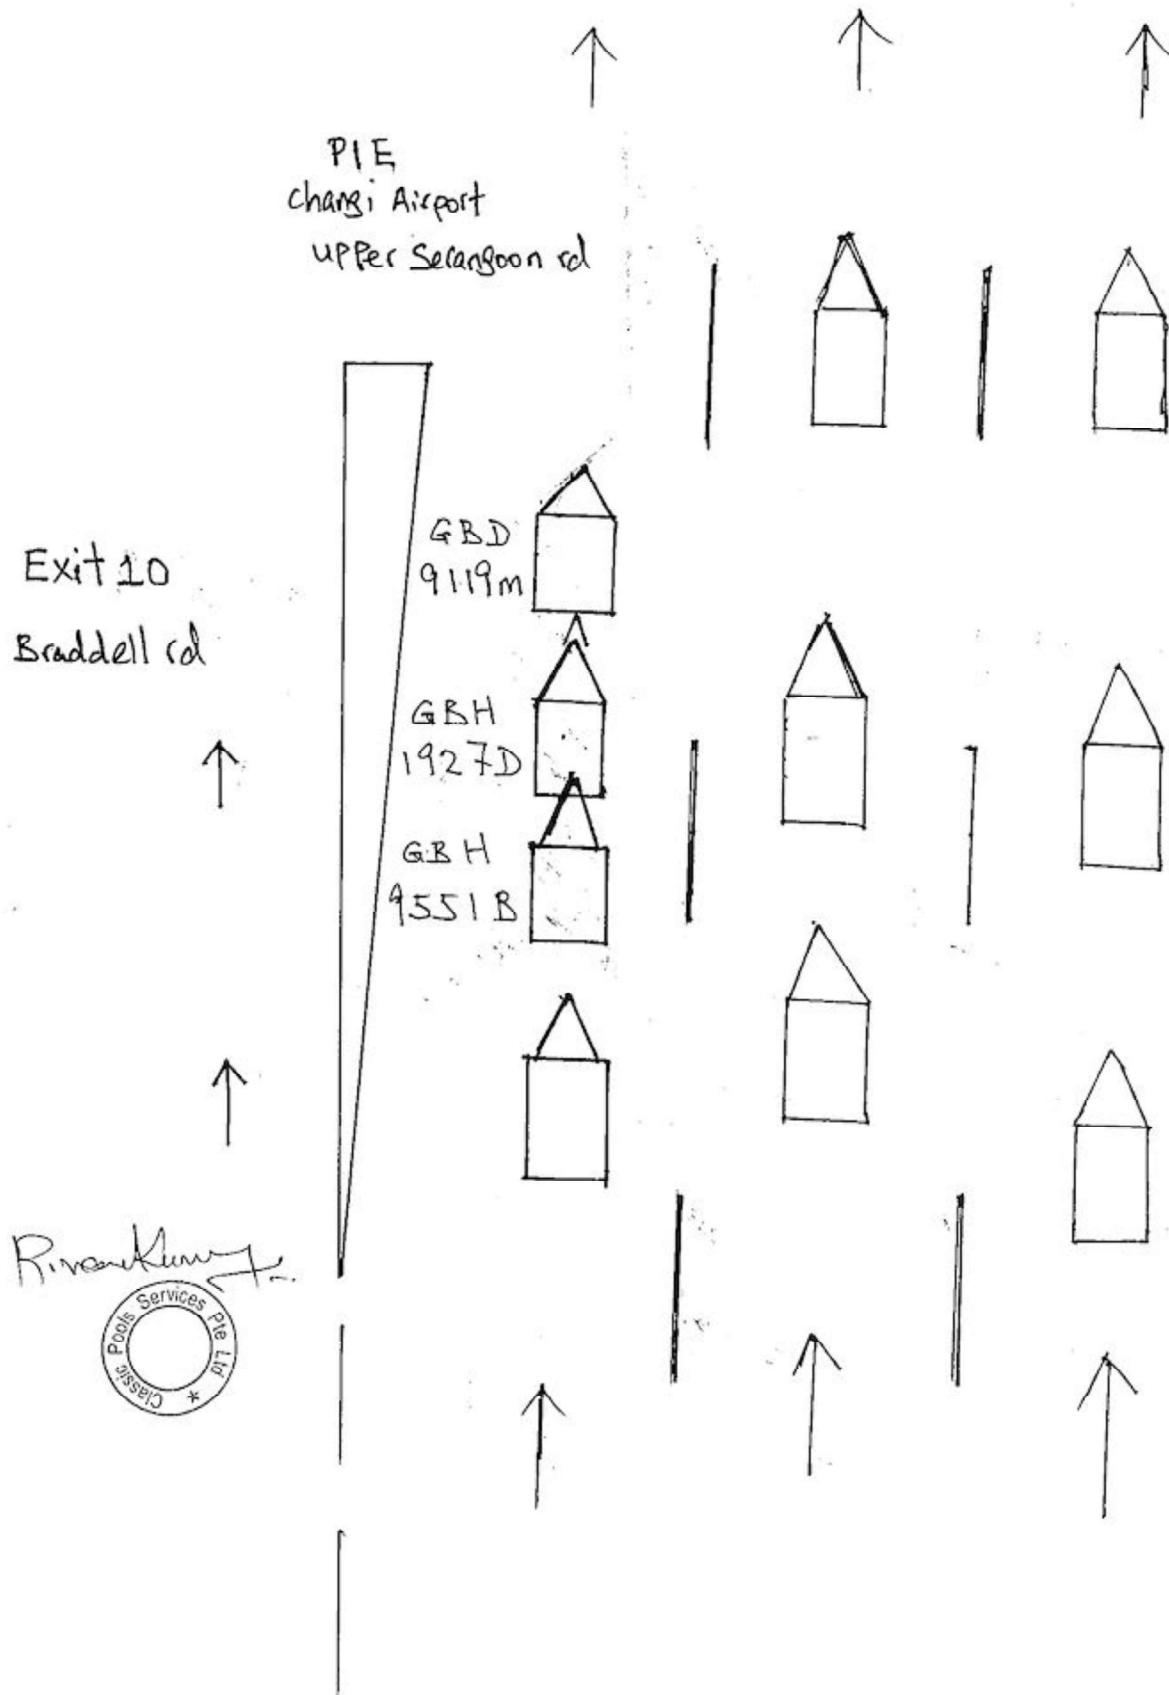 PIE
Changi Airport
upper Serangoon rd
Exit 10
Braddell rd
GBD
9119m
GBH
1927D
GBH
9551B
Classic Pools Services Pte Ltd *